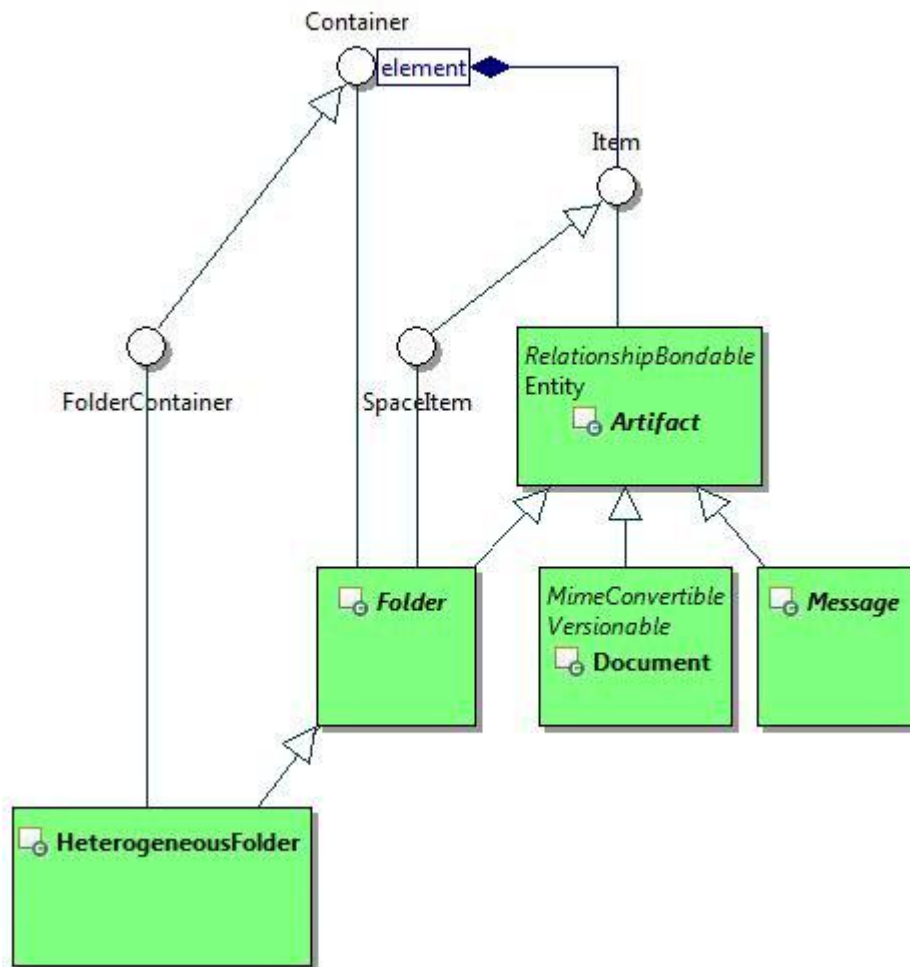 Container
element
Item
FolderContainer
SpaceItem
RelationshipBondable
Entity
Artifact
Folder
MimeConvertible
Versionable
Document
Message
HeterogeneousFolder